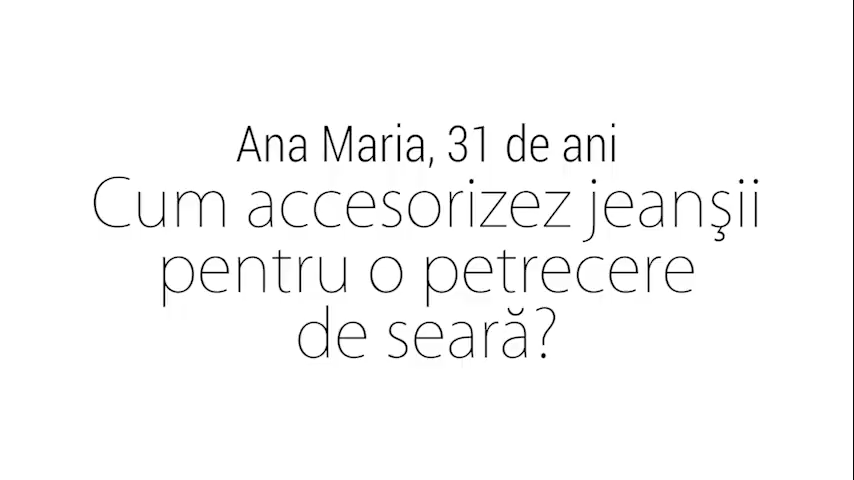 Ana Maria, 31 de ani
Cum accesorizez jeanşii
pentru o petrecere
de seară?